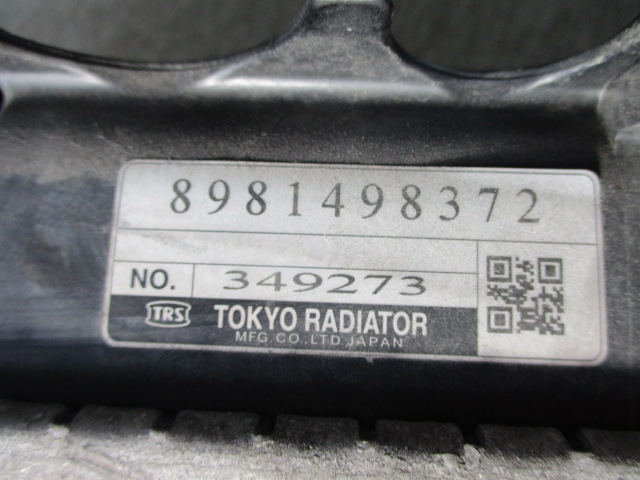 8981498372
NO. 349273
TRS TOKYO RADIATOR
MFG.CO.,LTD.JAPAN